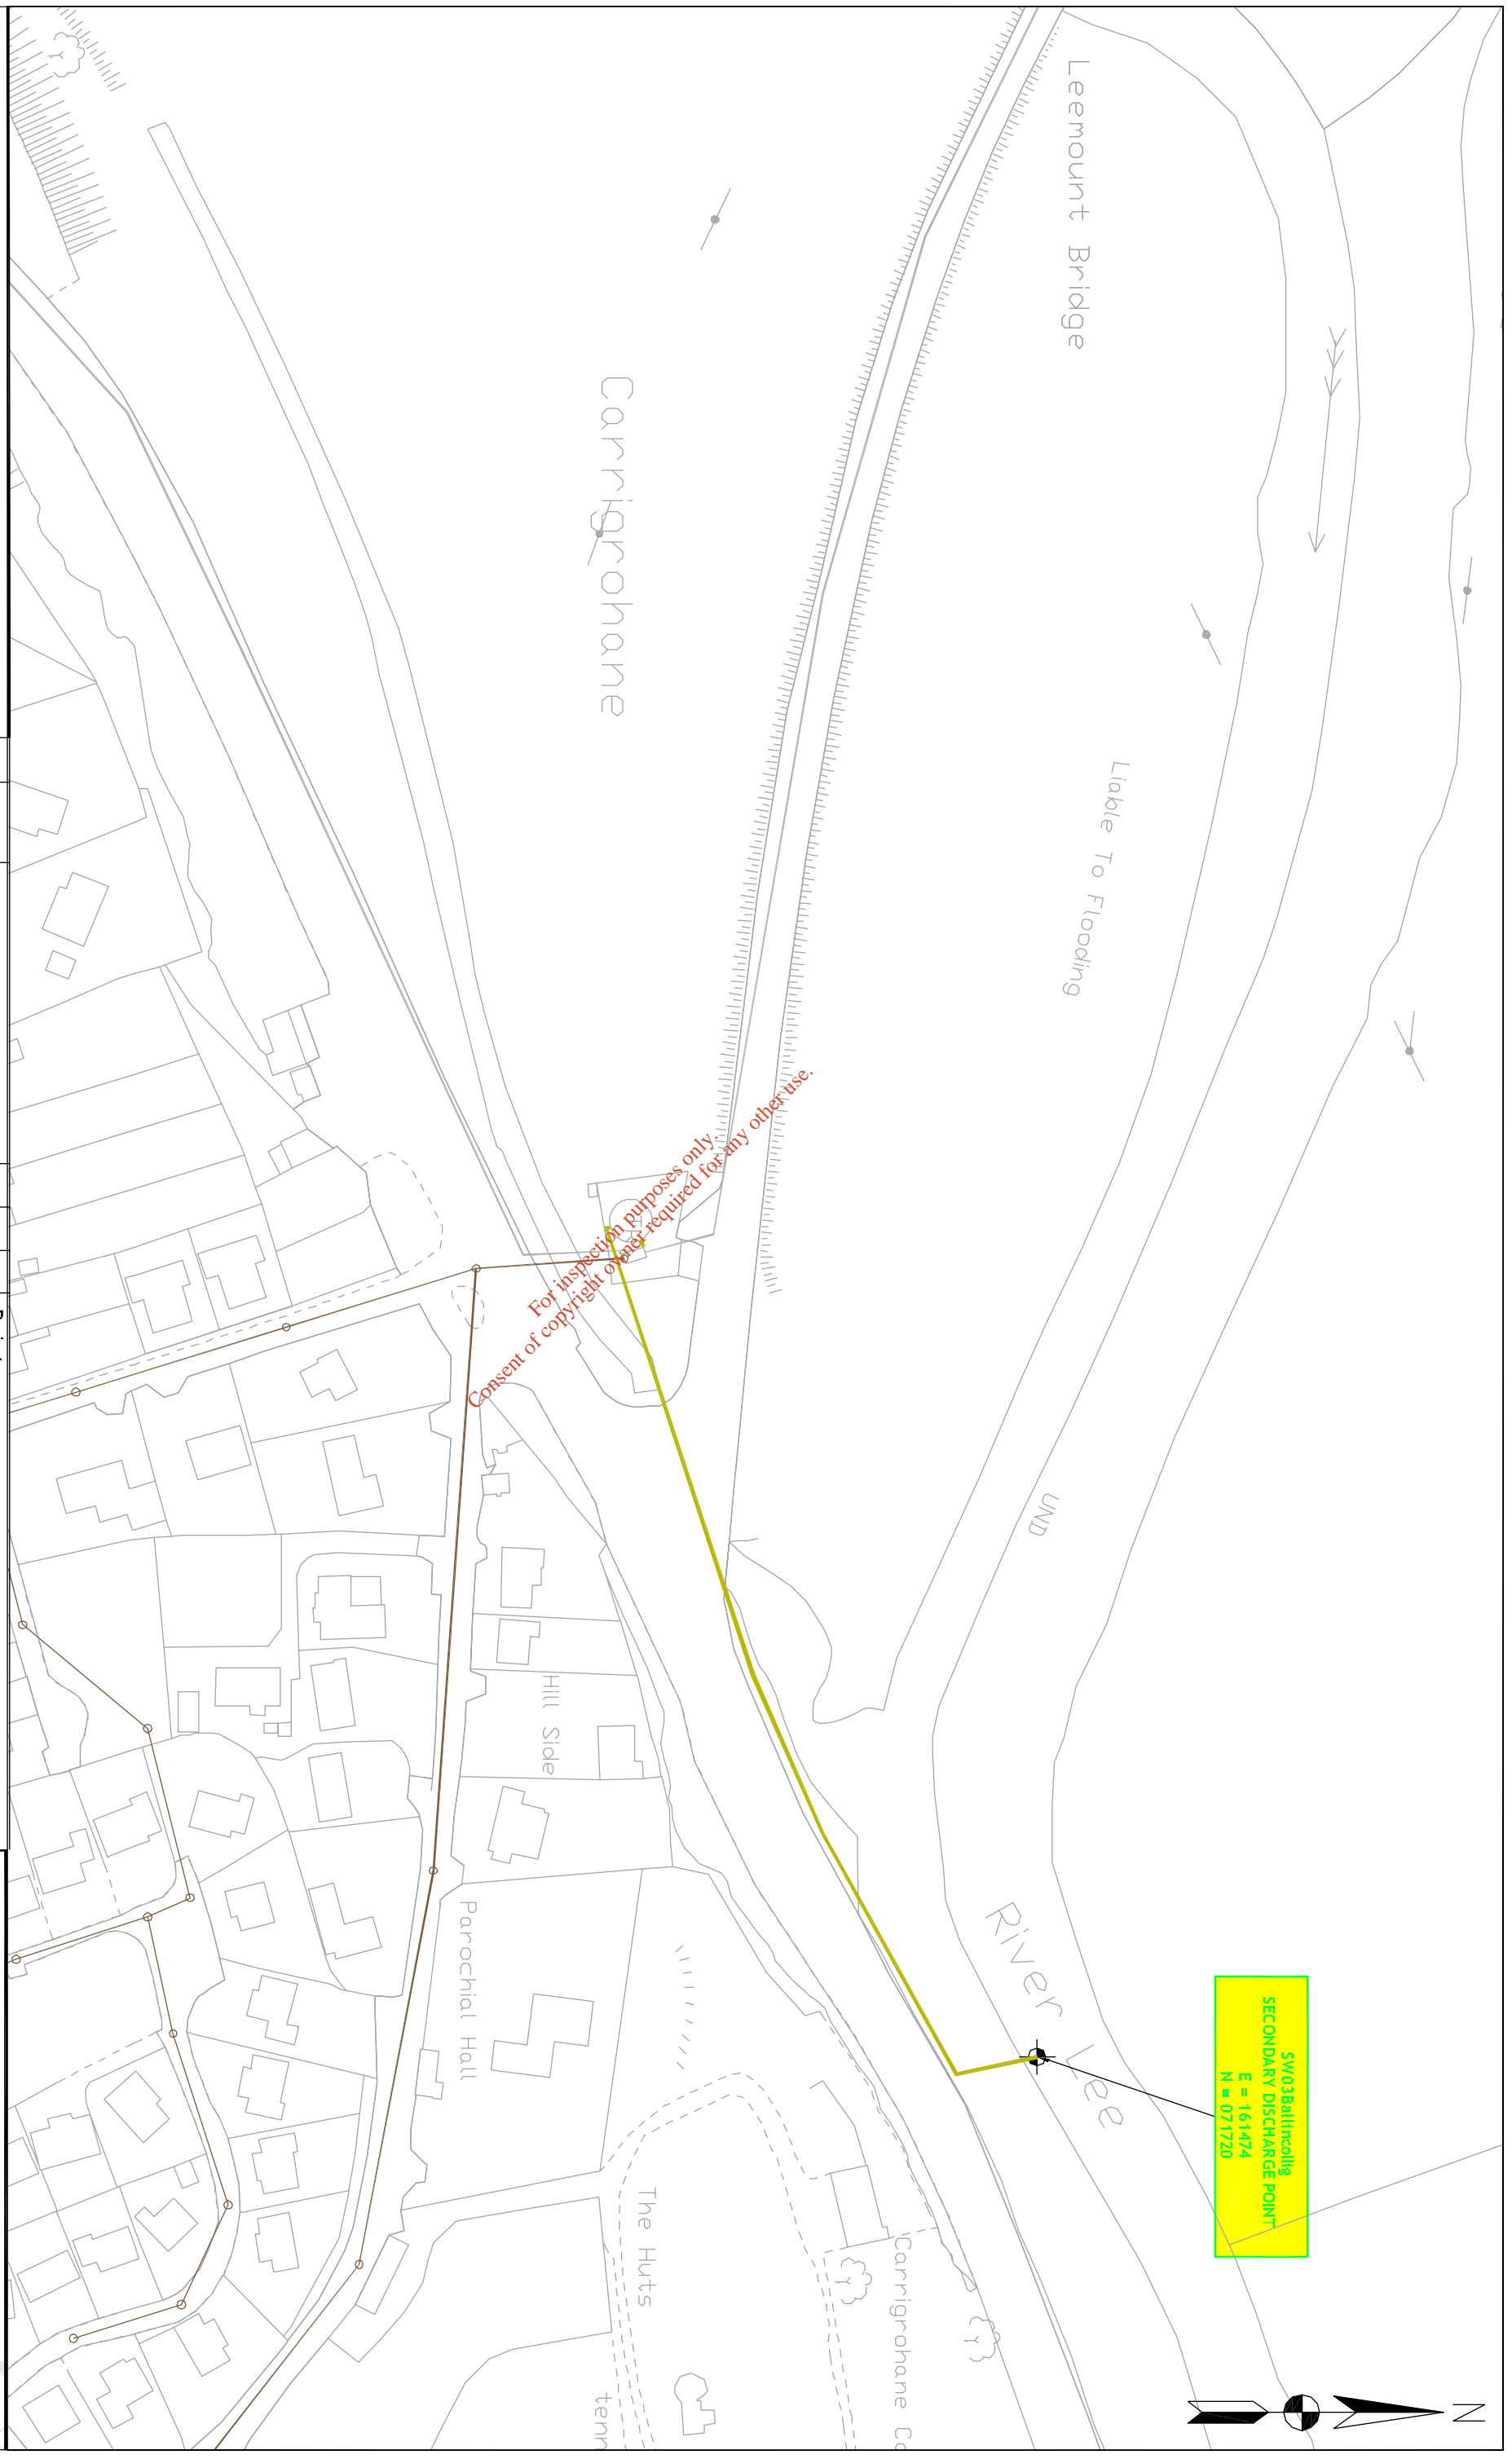 Leemount Bridge
Carrigrohane
Liable To Flooding
UND
River Lee
SW03Ballincollig
SECONDARY DISCHARGE POINT
E = 161474
N = 071720
Hill Side
Parochial Hall
The Huts
Carrigrohane
N
For inspection purposes only.
Consent of copyright owner required for any other use.